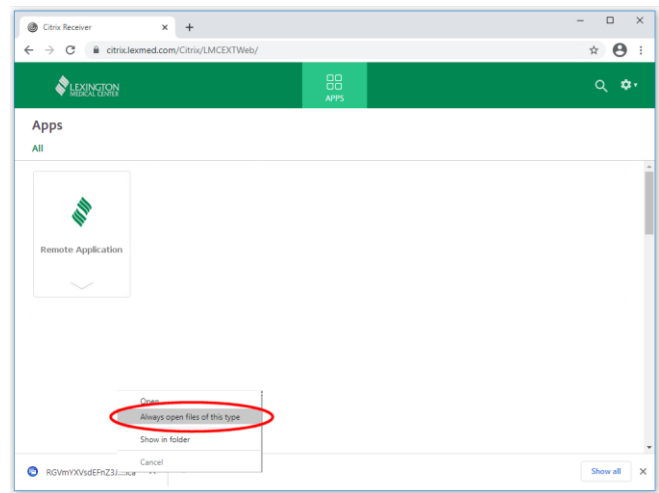 Citrix Receiver
citrix.lexmed.com/Citrix/LMCEXTWeb/
LEXINGTON
MEDICAL CENTER
APPS
Apps
All
Remote Application
Open
Always open files of this type
Show in folder
Cancel
Show all